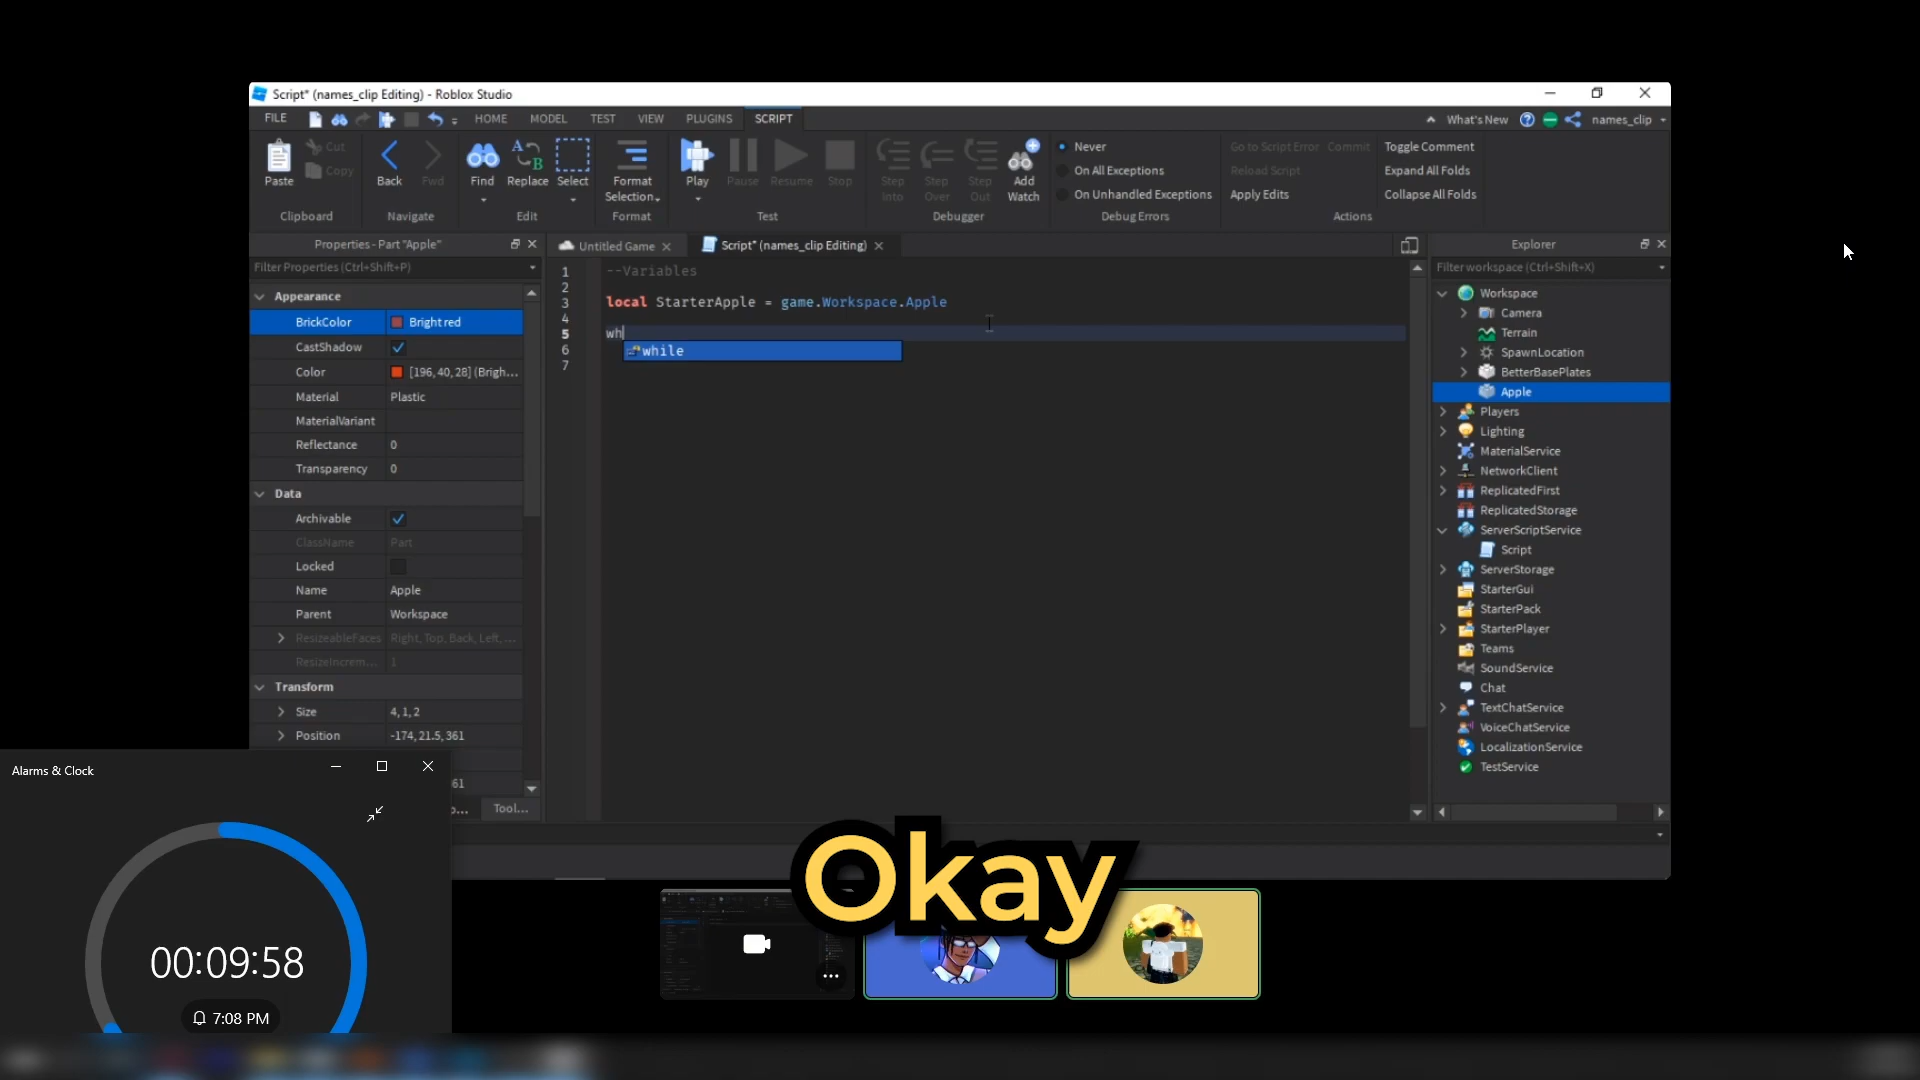 Script* (names_clip Editing) - Roblox Studio
FILE HOME MODEL TEST VIEW PLUGINS SCRIPT What's New names_clip
Paste Cut Copy Back Fwd Find Replace Select Format Selection Play Pause Resume Stop Step Into Step Over Step Out Add Watch
Never
On All Exceptions
On Unhandled Exceptions
Go to Script Error Commit
Reload Script
Apply Edits
Toggle Comment
Expand All Folds
Collapse All Folds
Clipboard Navigate Edit Format Test Debugger Debug Errors Actions
Properties - Part "Apple"
Filter Properties (Ctrl+Shift+P)
Appearance
BrickColor Bright red
CastShadow
Color [196, 40, 28] (Brigh...
Material Plastic
MaterialVariant
Reflectance 0
Transparency 0
Data
Archivable
ClassName Part
Locked
Name Apple
Parent Workspace
ResizeableFaces Right, Top, Back, Left, ...
ResizeIncrem... 1
Transform
Size 4, 1, 2
Position -174, 21.5, 361
61
Tool...
Untitled Game Script* (names_clip Editing)
1 --Variables
2
3 local StarterApple = game.Workspace.Apple
4
5 wh
while
6
7
Explorer
Filter workspace (Ctrl+Shift+X)
Workspace
Camera
Terrain
SpawnLocation
BetterBasePlates
Apple
Players
Lighting
MaterialService
NetworkClient
ReplicatedFirst
ReplicatedStorage
ServerScriptService
Script
ServerStorage
StarterGui
StarterPack
StarterPlayer
Teams
SoundService
Chat
TextChatService
VoiceChatService
LocalizationService
TestService
Alarms & Clock
00:09:58
7:08 PM
Okay